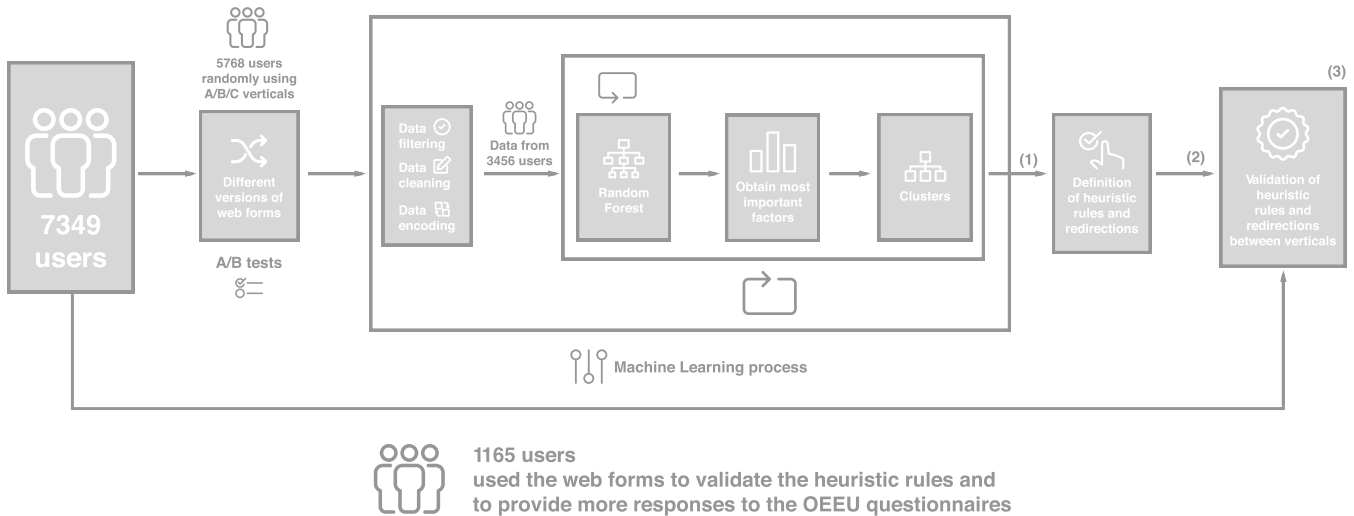 7349
users
5768 users
randomly using
A/B/C verticals
Different
versions of
web forms
A/B tests
Data
filtering
Data
cleaning
Data
encoding
Data from
3456 users
Random
Forest
Obtain most
important
factors
Clusters
(1)
Definition
of heuristic
rules and
redirections
(2)
(3)
Validation of
heuristic
rules and
redirections
between verticals
Machine Learning process
1165 users
used the web forms to validate the heuristic rules and
to provide more responses to the OEEU questionnaires